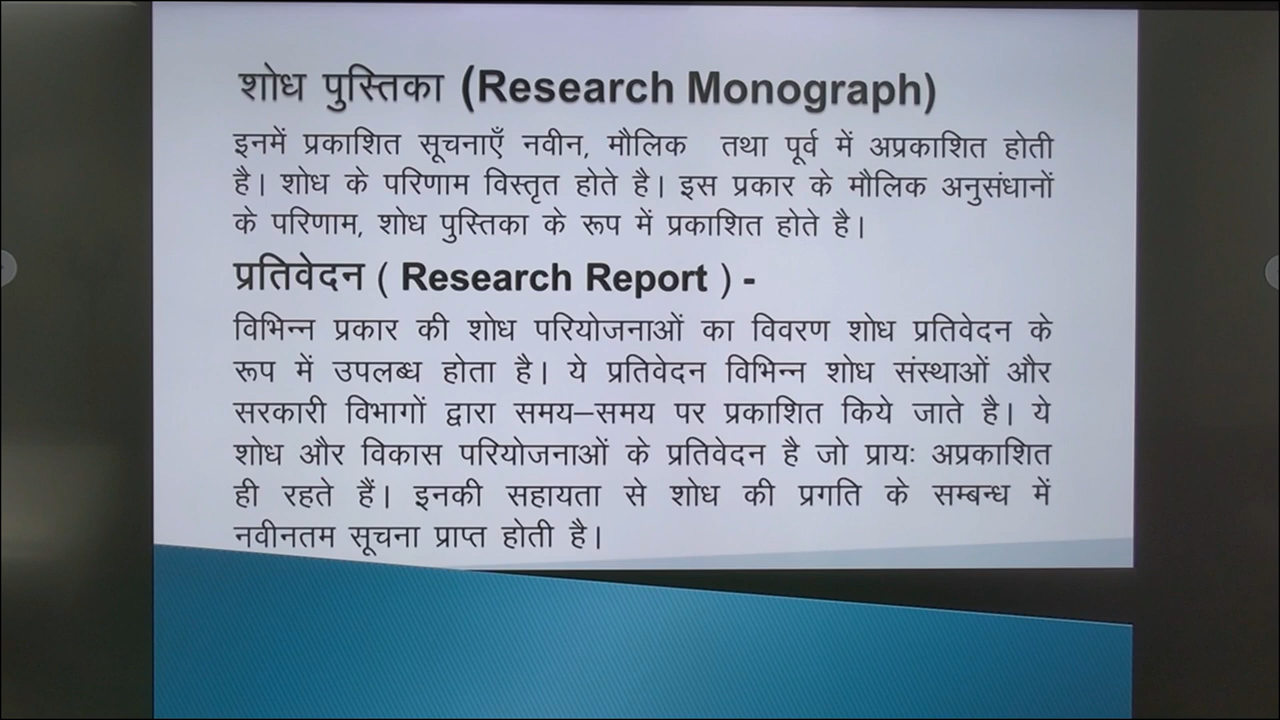 शोध पुस्तिका (Research Monograph)
इनमें प्रकाशित सूचनाएँ नवीन, मौलिक तथा पूर्व में अप्रकाशित होती
है। शोध के परिणाम विस्तृत होते है। इस प्रकार के मौलिक अनुसंधानों
के परिणाम, शोध पुस्तिका के रूप में प्रकाशित होते है।
प्रतिवेदन ( Research Report ) -
विभिन्न प्रकार की शोध परियोजनाओं का विवरण शोध प्रतिवेदन के
रूप में उपलब्ध होता है। ये प्रतिवेदन विभिन्न शोध संस्थाओं और
सरकारी विभागों द्वारा समय–समय पर प्रकाशित किये जाते है। ये
शोध और विकास परियोजनाओं के प्रतिवेदन है जो प्रायः अप्रकाशित
ही रहते हैं। इनकी सहायता से शोध की प्रगति के सम्बन्ध में
नवीनतम सूचना प्राप्त होती है।